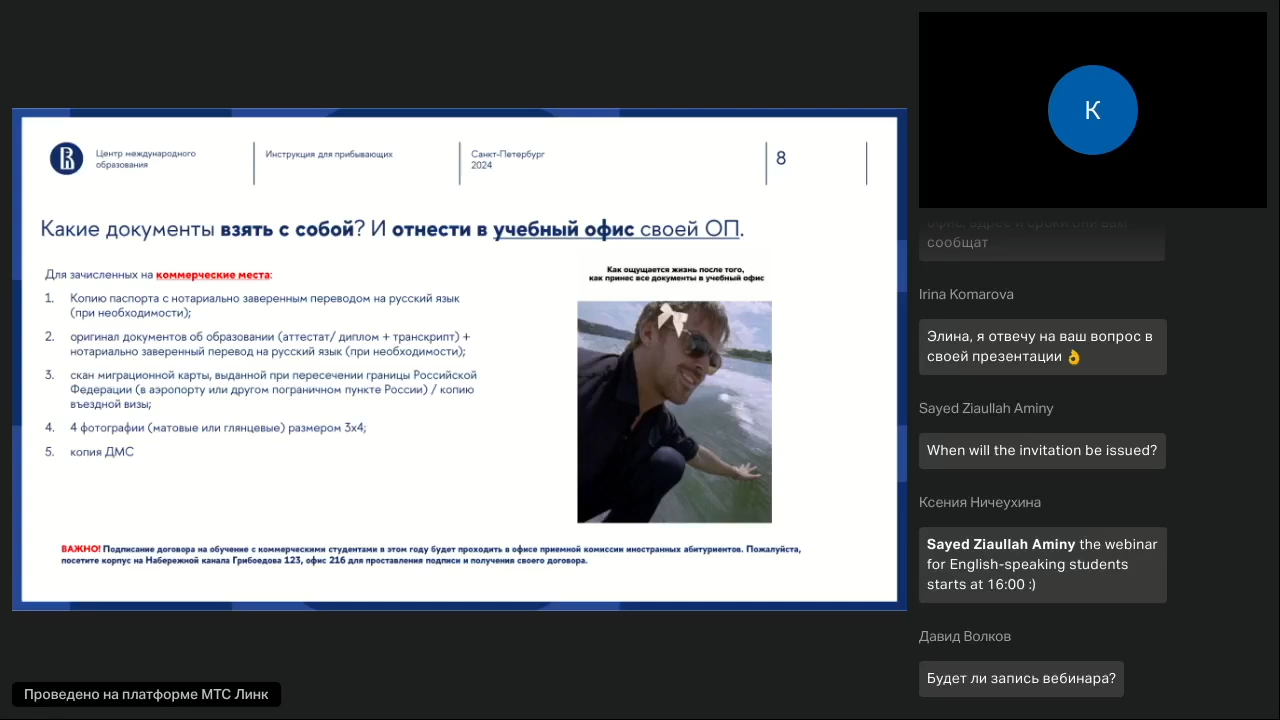 Центр международного
образования
Инструкция для прибывающих
Санкт-Петербург
2024
8
Какие документы взять с собой? И отнести в учебный офис своей ОП.
Для зачисленных на коммерческие места:
1. Копию паспорта с нотариально заверенным переводом на русский язык
(при необходимости);
2. оригинал документов об образовании (аттестат/ диплом + транскрипт) +
нотариально заверенный перевод на русский язык (при необходимости);
3. скан миграционной карты, выданной при пересечении границы Российской
Федерации (в аэропорту или другом пограничном пункте России) / копию
въездной визы;
4. 4 фотографии (матовые или глянцевые) размером 3х4;
5. копия ДМС
Как ощущается жизнь после того,
как принес все документы в учебный офис
ВАЖНО! Подписание договора на обучение с коммерческими студентами в этом году будет проходить в офисе приемной комиссии иностранных абитуриентов. Пожалуйста,
посетите корпус на Набережной канала Грибоедова 123, офис 216 для проставления подписи и получения своего договора.
Проведено на платформе МТС Линк
К
офис, адрес и сроки они вам
сообщат
Irina Komarova
Элина, я отвечу на ваш вопрос в
своей презентации 👌
Sayed Ziaullah Aminy
When will the invitation be issued?
Ксения Ничеухина
Sayed Ziaullah Aminy the webinar
for English-speaking students
starts at 16:00 :)
Давид Волков
Будет ли запись вебинара?